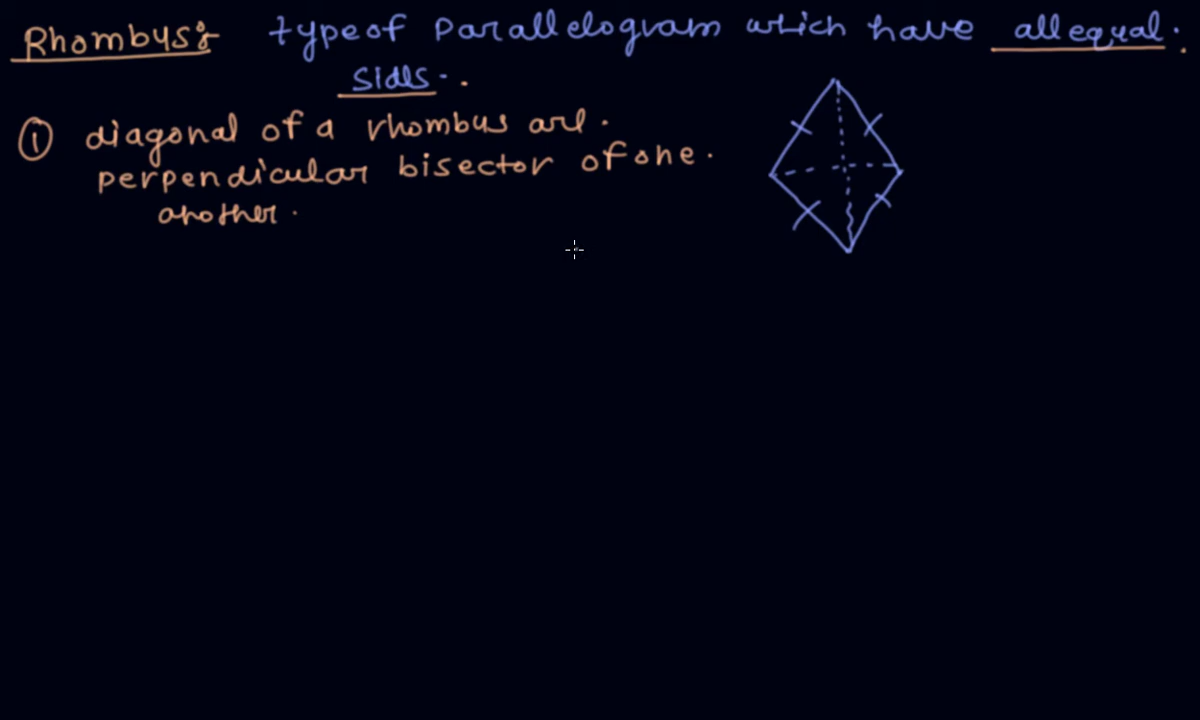 Rhombus: type of parallelogram which have all equal.
sides.
① diagonal of a rhombus are.
perpendicular bisector of one.
another.